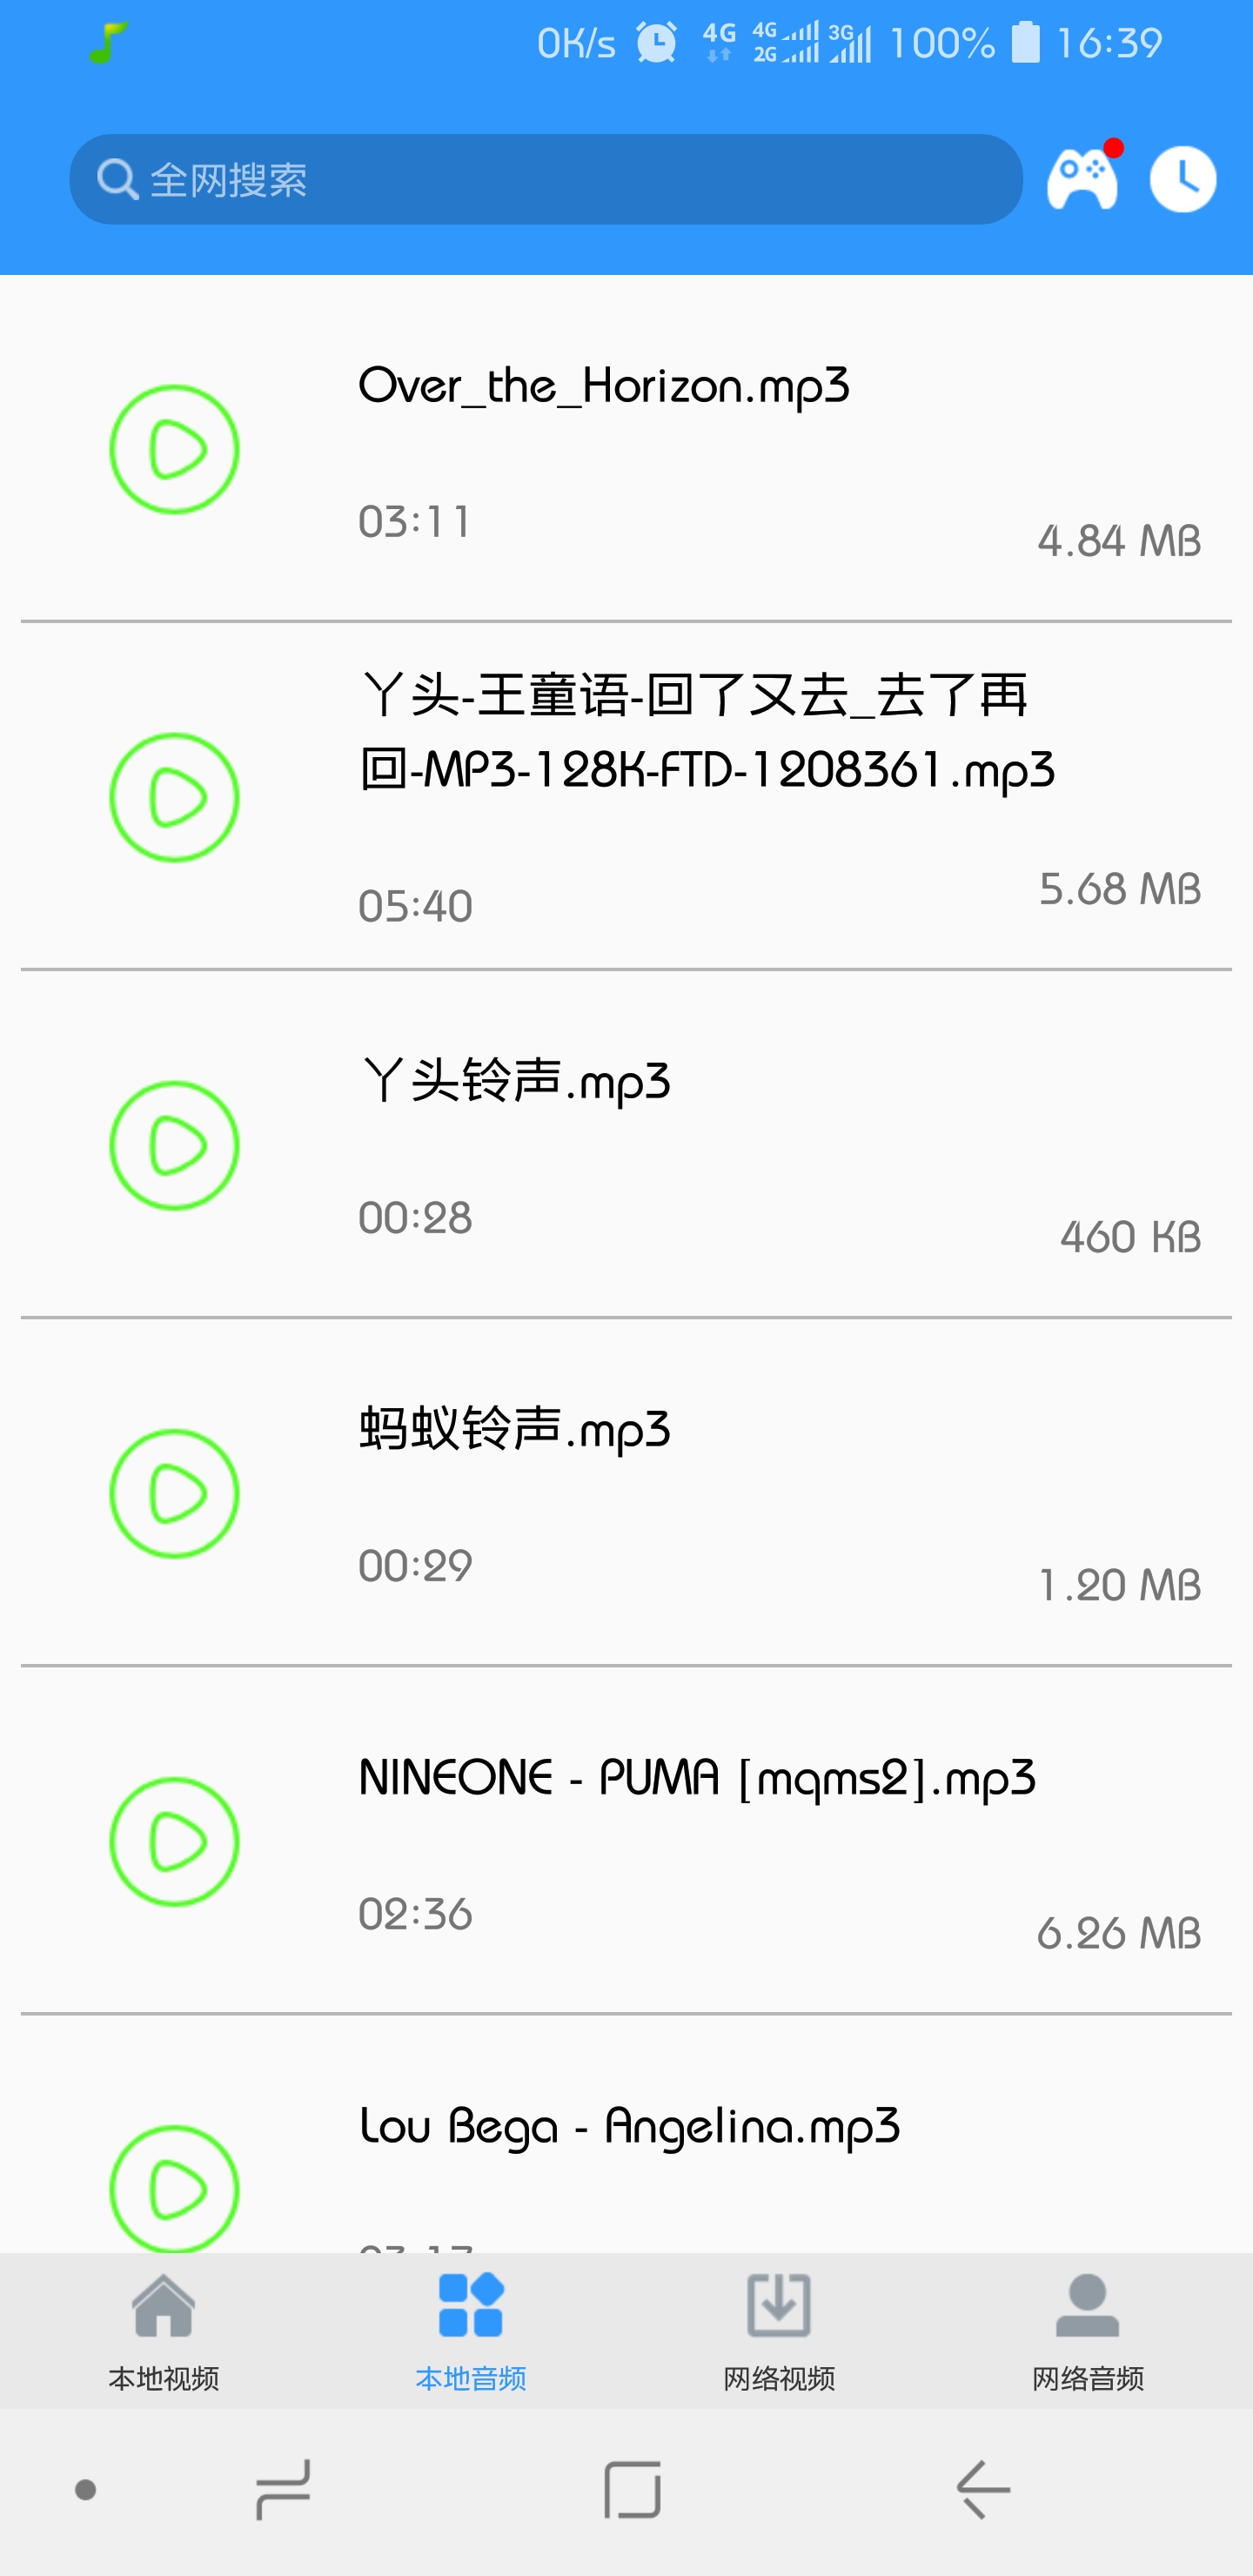 0K/s 4G 4G 2G 3G 100% 16:39
全网搜索
Over_the_Horizon.mp3
03:11
4.84 MB
丫头-王童语-回了又去_去了再
回-MP3-128K-FTD-1208361.mp3
05:40
5.68 MB
丫头铃声.mp3
00:28
460 KB
蚂蚁铃声.mp3
00:29
1.20 MB
NINEONE - PUMA [mqms2].mp3
02:36
6.26 MB
Lou Bega - Angelina.mp3
本地视频
本地音频
网络视频
网络音频